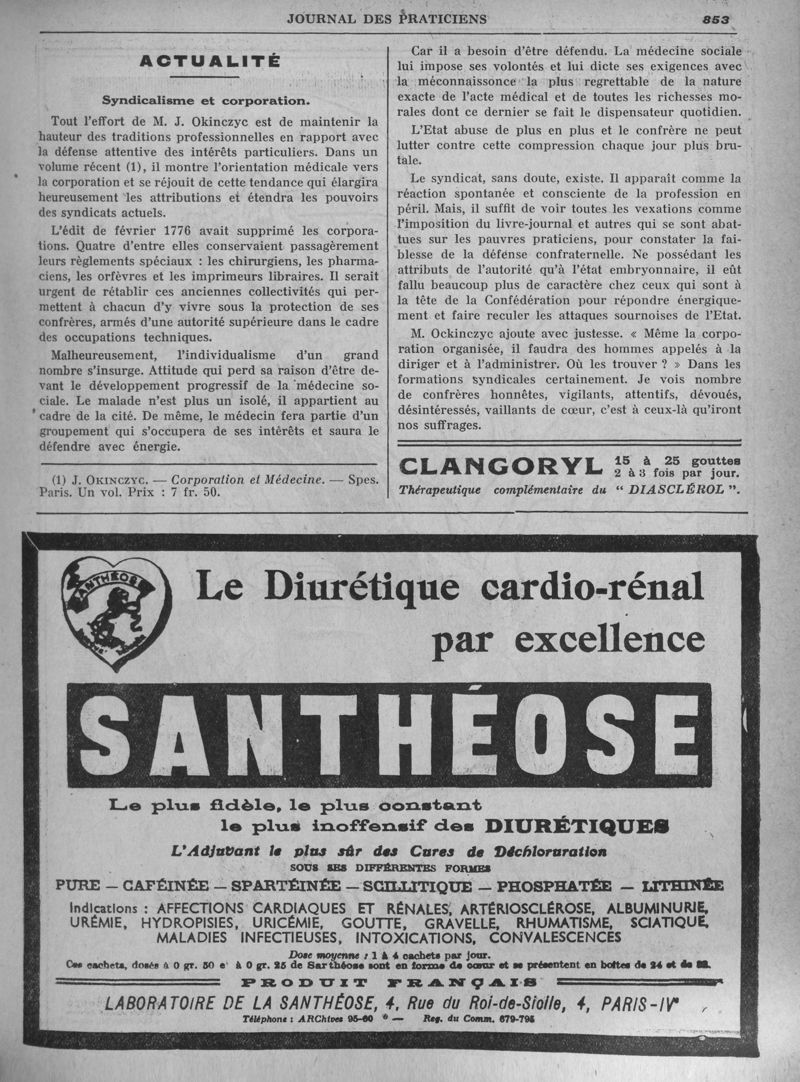 JOURNAL DES PRATICIENS 853
ACTUALITÉ
Syndicalisme et corporation.
Tout l'effort de M. J. Okinczyc est de maintenir la
hauteur des traditions professionnelles en rapport avec
la défense attentive des intérêts particuliers. Dans un
volume récent (1), il montre l'orientation médicale vers
la corporation et se réjouit de cette tendance qui élargira
heureusement les attributions et étendra les pouvoirs
des syndicats actuels.
L'édit de février 1776 avait supprimé les corpora-
tions. Quatre d'entre elles conservaient passagèrement
leurs règlements spéciaux : les chirurgiens, les pharma-
ciens, les orfèvres et les imprimeurs libraires. Il serait
urgent de rétablir ces anciennes collectivités qui per-
mettent à chacun d'y vivre sous la protection de ses
confrères, armés d'une autorité supérieure dans le cadre
des occupations techniques.
Malheureusement, l'individualisme d'un grand
nombre s'insurge. Attitude qui perd sa raison d'être de-
vant le développement progressif de la médecine so-
ciale. Le malade n'est plus un isolé, il appartient au
cadre de la cité. De même, le médecin fera partie d'un
groupement qui s'occupera de ses intérêts et saura le
défendre avec énergie.
(1) J. OKINCZYC. — Corporation et Médecine. — Spes.
Paris. Un vol. Prix : 7 fr. 50.
Car il a besoin d'être défendu. La médecine sociale
lui impose ses volontés et lui dicte ses exigences avec
la méconnaissonce la plus regrettable de la nature
exacte de l'acte médical et de toutes les richesses mo-
rales dont ce dernier se fait le dispensateur quotidien.
L'Etat abuse de plus en plus et le confrère ne peut
lutter contre cette compression chaque jour plus bru-
tale.
Le syndicat, sans doute, existe. Il apparaît comme la
réaction spontanée et consciente de la profession en
péril. Mais, il suffit de voir toutes les vexations comme
l'imposition du livre-journal et autres qui se sont abat-
tues sur les pauvres praticiens, pour constater la fai-
blesse de la défense confraternelle. Ne possédant les
attributs de l'autorité qu'à l'état embryonnaire, il eût
fallu beaucoup plus de caractère chez ceux qui sont à
la tête de la Confédération pour répondre énergique-
ment et faire reculer les attaques sournoises de l'Etat.
M. Ockinczyc ajoute avec justesse. « Même la corpo-
ration organisée, il faudra des hommes appelés à la
diriger et à l'administrer. Où les trouver ? » Dans les
formations syndicales certainement. Je vois nombre
de confrères honnêtes, vigilants, attentifs, dévoués,
désintéressés, vaillants de cœur, c'est à ceux-là qu'iront
nos suffrages.
CLANGORYL 15 à 25 gouttes
2 à 3 fois par jour.
Thérapeutique complémentaire du “ DIASCLÉROL ”.
SANTHÉOSE
Le Diurétique cardio-rénal
par excellence
SANTHÉOSE
Le plus fidèle, le plus constant
le plus inoffensif des DIURÉTIQUES
L'Adjuvant le plus sûr des Cures de Déchloruration
SOUS SES DIFFÉRENTES FORMES
PURE — CAFÉINÉE — SPARTÉINÉE — SCILLITIQUE — PHOSPHATÉE — LITHINÉE
Indications : AFFECTIONS CARDIAQUES ET RÉNALES, ARTÉRIOSCLÉROSE, ALBUMINURIE,
URÉMIE, HYDROPISIES, URICÉMIE, GOUTTE, GRAVELLE, RHUMATISME, SCIATIQUE,
MALADIES INFECTIEUSES, INTOXICATIONS, CONVALESCENCES
Dose moyenne : 1 à 4 cachets par jour.
Ces cachets, dosés à 0 gr. 50 et à 0 gr. 25 de Santhéose sont en forme de cœur et se présentent en boîtes de 24 et de
PRODUIT FRANÇAIS
LABORATOIRE DE LA SANTHÉOSE, 4, Rue du Roi-de-Sicile, 4, PARIS-IVe
Téléphone : ARChives 95-60 — Reg. du Comm. 679-795